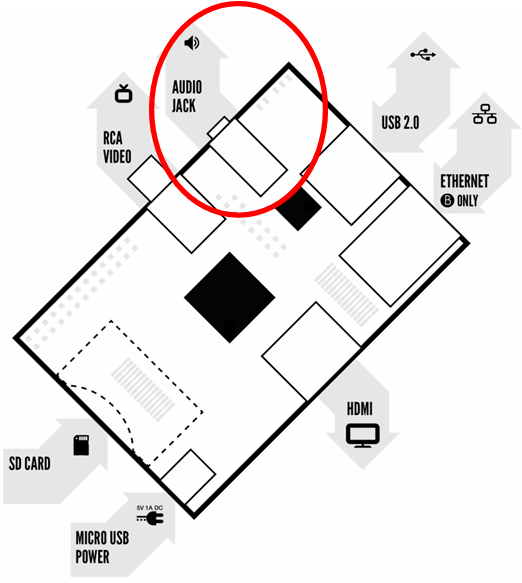 AUDIO
JACK
RCA
VIDEO
USB 2.0
ETHERNET
B ONLY
HDMI
SD CARD
5V 1A DC
MICRO USB
POWER